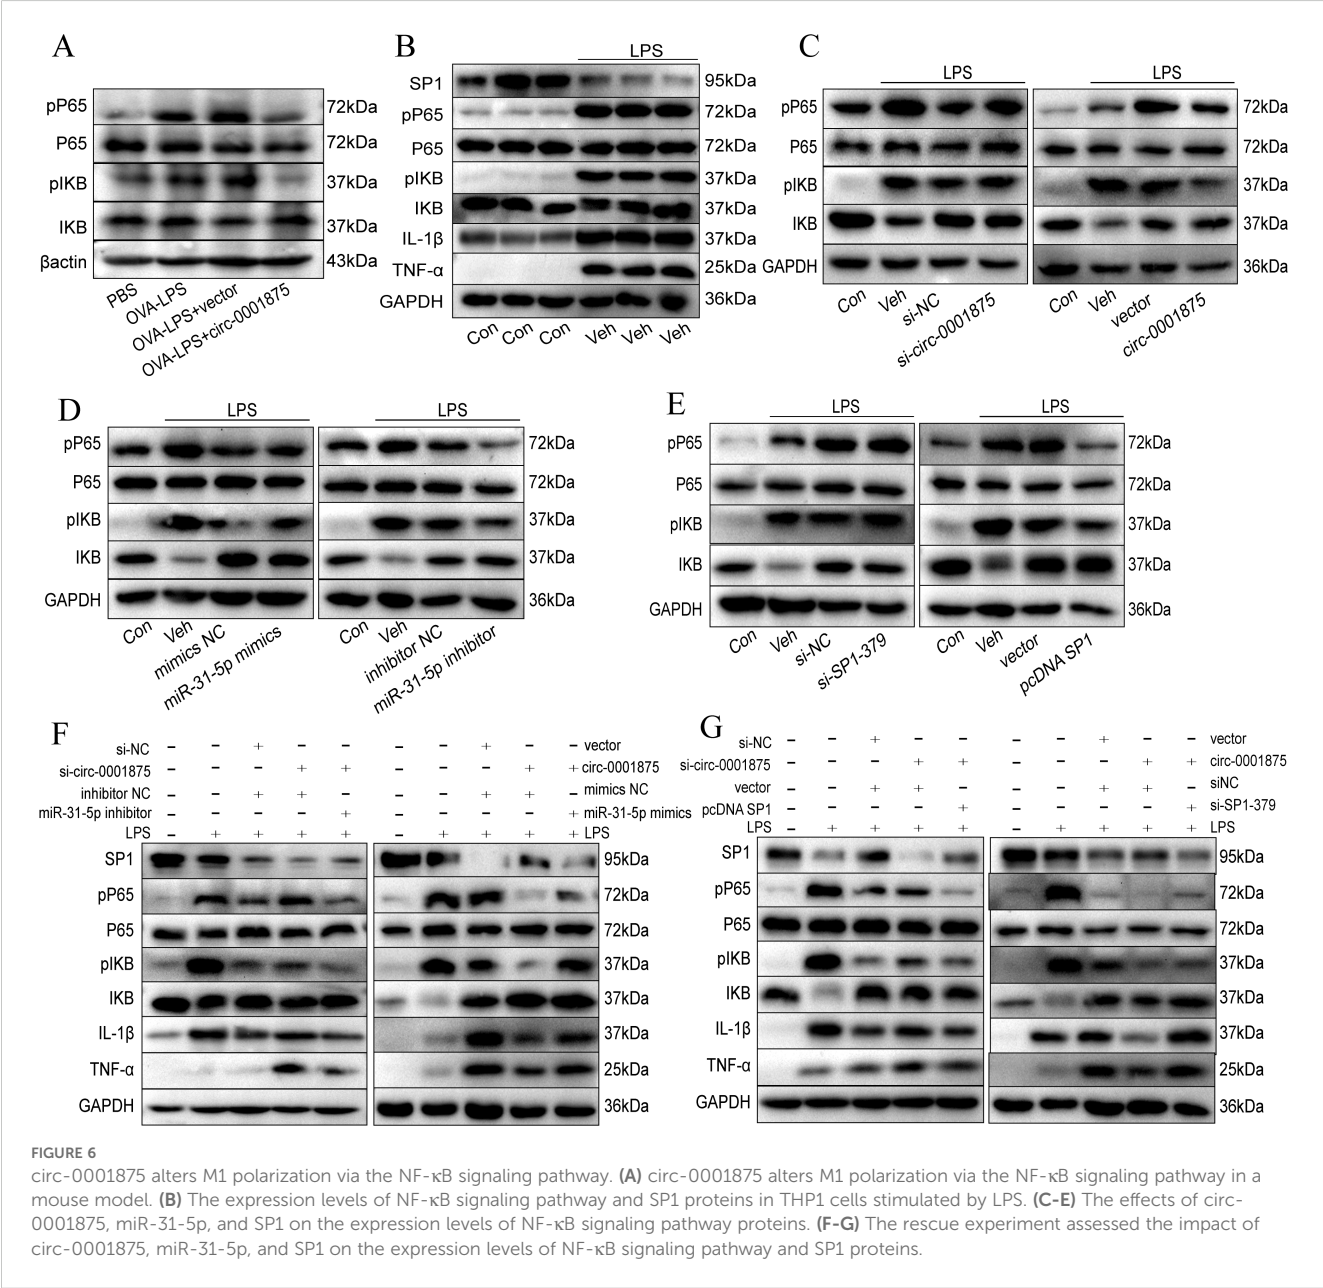 A
pP65 72kDa
P65 72kDa
pIKB 37kDa
IKB 37kDa
βactin 43kDa
PBS
OVA-LPS
OVA-LPS+vector
OVA-LPS+circ-0001875
B
LPS
SP1 95kDa
pP65 72kDa
P65 72kDa
pIKB 37kDa
IKB 37kDa
IL-1β 37kDa
TNF-α 25kDa
GAPDH 36kDa
Con Con Con Veh Veh Veh
C
LPS LPS
pP65 72kDa
P65 72kDa
pIKB 37kDa
IKB 37kDa
GAPDH 36kDa
Con Veh si-NC si-circ-0001875
Con Veh vector circ-0001875
D
LPS LPS
pP65 72kDa
P65 72kDa
pIKB 37kDa
IKB 37kDa
GAPDH 36kDa
Con Veh mimics NC miR-31-5p mimics
Con Veh inhibitor NC miR-31-5p inhibitor
E
LPS LPS
pP65 72kDa
P65 72kDa
pIKB 37kDa
IKB 37kDa
GAPDH 36kDa
Con Veh si-NC si-SP1-379
Con Veh vector pcDNA SP1
F
si-NC − − + − − − − + − − vector
si-circ-0001875 − − − + + − − − + + circ-0001875
inhibitor NC − − + + − − − + + − mimics NC
miR-31-5p inhibitor − − − − + − − − − + miR-31-5p mimics
LPS − + + + + − + + + + LPS
SP1 95kDa
pP65 72kDa
P65 72kDa
pIKB 37kDa
IKB 37kDa
IL-1β 37kDa
TNF-α 25kDa
GAPDH 36kDa
G
si-NC − − + − − − − + − − vector
si-circ-0001875 − − − + + − − − + + circ-0001875
vector − − + + − − − + + − siNC
pcDNA SP1 − − − − + − − − − + si-SP1-379
LPS − + + + + − + + + + LPS
SP1 95kDa
pP65 72kDa
P65 72kDa
pIKB 37kDa
IKB 37kDa
IL-1β 37kDa
TNF-α 25kDa
GAPDH 36kDa
FIGURE 6
circ-0001875 alters M1 polarization via the NF-κB signaling pathway. (A) circ-0001875 alters M1 polarization via the NF-κB signaling pathway in a
mouse model. (B) The expression levels of NF-κB signaling pathway and SP1 proteins in THP1 cells stimulated by LPS. (C-E) The effects of circ-
0001875, miR-31-5p, and SP1 on the expression levels of NF-κB signaling pathway proteins. (F-G) The rescue experiment assessed the impact of
circ-0001875, miR-31-5p, and SP1 on the expression levels of NF-κB signaling pathway and SP1 proteins.